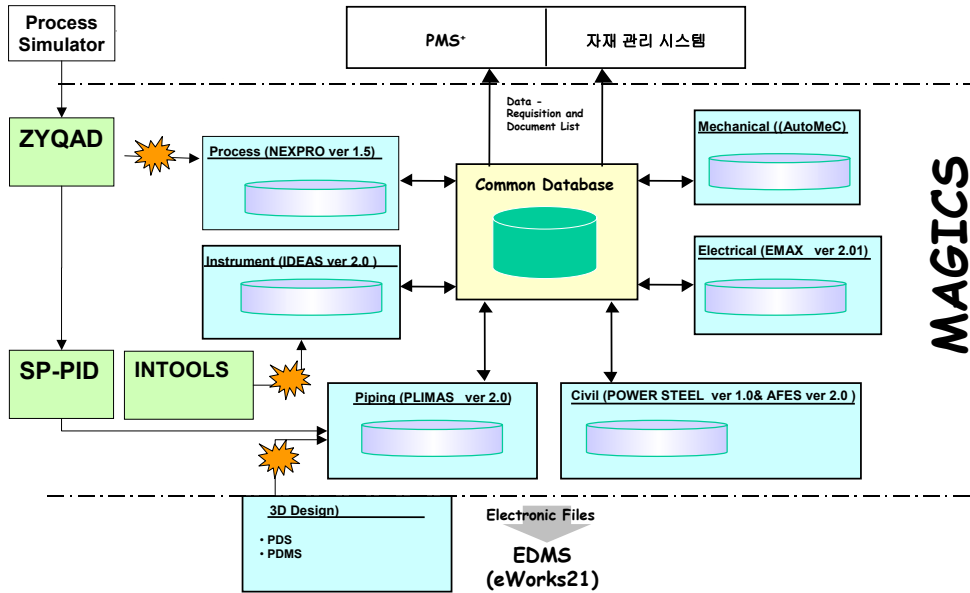 Process
Simulator
PMS+
자재 관리 시스템
Data -
Requisition and
Document List
ZYQAD
Process (NEXPRO ver 1.5)
Common Database
Mechanical ((AutoMeC)
MAGICS
Instrument (IDEAS ver 2.0 )
Electrical (EMAX ver 2.01)
SP-PID
INTOOLS
Piping (PLIMAS ver 2.0)
Civil (POWER STEEL ver 1.0& AFES ver 2.0 )
3D Design)
• PDS
• PDMS
Electronic Files
EDMS
(eWorks21)